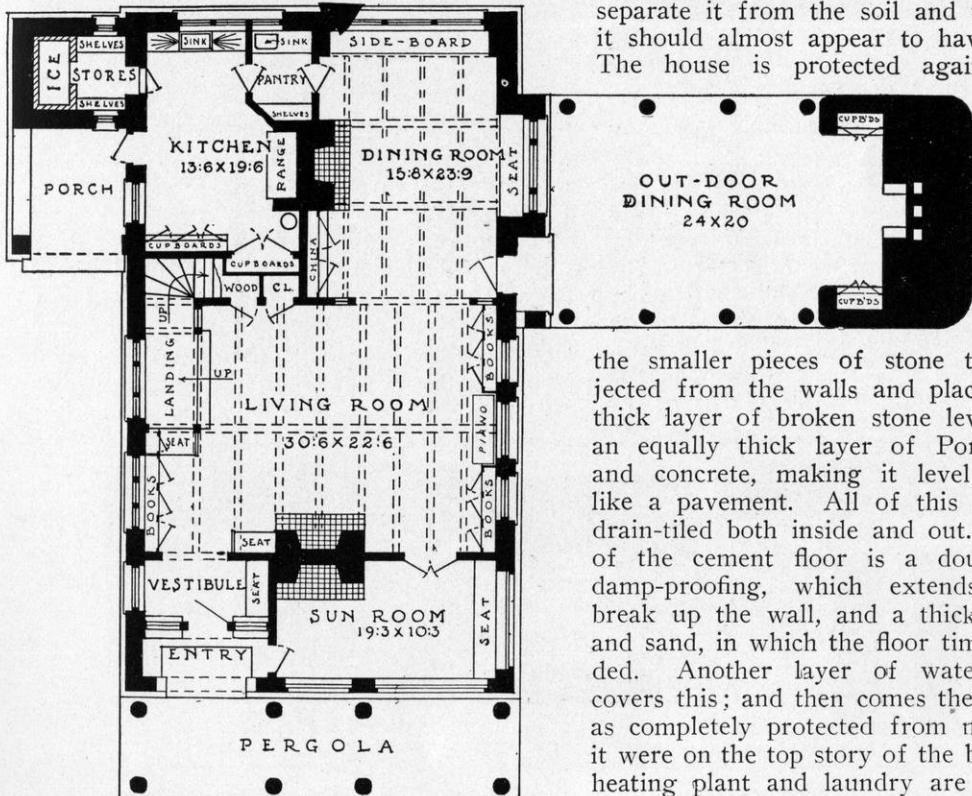 separate it from the soil and
it should almost appear to hav
The house is protected again
SHELVES
ICE
STORES
SHELVES
SINK
SINK
PANTRY
SHELVES
SIDE-BOARD
KITCHEN
13:6X19:6
RANGE
DINING ROOM
15:8X23:9
SEAT
CUPB'DS
OUT-DOOR
DINING ROOM
24X20
CUPB'DS
PORCH
CUPBOARDS
CUPBOARDS
CHINA
WOOD
CL.
UP
LANDING
UP
BOOKS
LIVING ROOM
30:6X22:6
PIANO
SEAT
BOOKS
BOOKS
SEAT
VESTIBULE
SEAT
SUN ROOM
19:3X10:3
SEAT
ENTRY
PERGOLA
the smaller pieces of stone t
jected from the walls and plac
thick layer of broken stone lev
an equally thick layer of Por
and concrete, making it level
like a pavement. All of this
drain-tiled both inside and out.
of the cement floor is a dou
damp-proofing, which extends
break up the wall, and a thick
and sand, in which the floor tim
ded. Another layer of wate
covers this; and then comes the
as completely protected from n
it were on the top story of the h
heating plant and laundry are